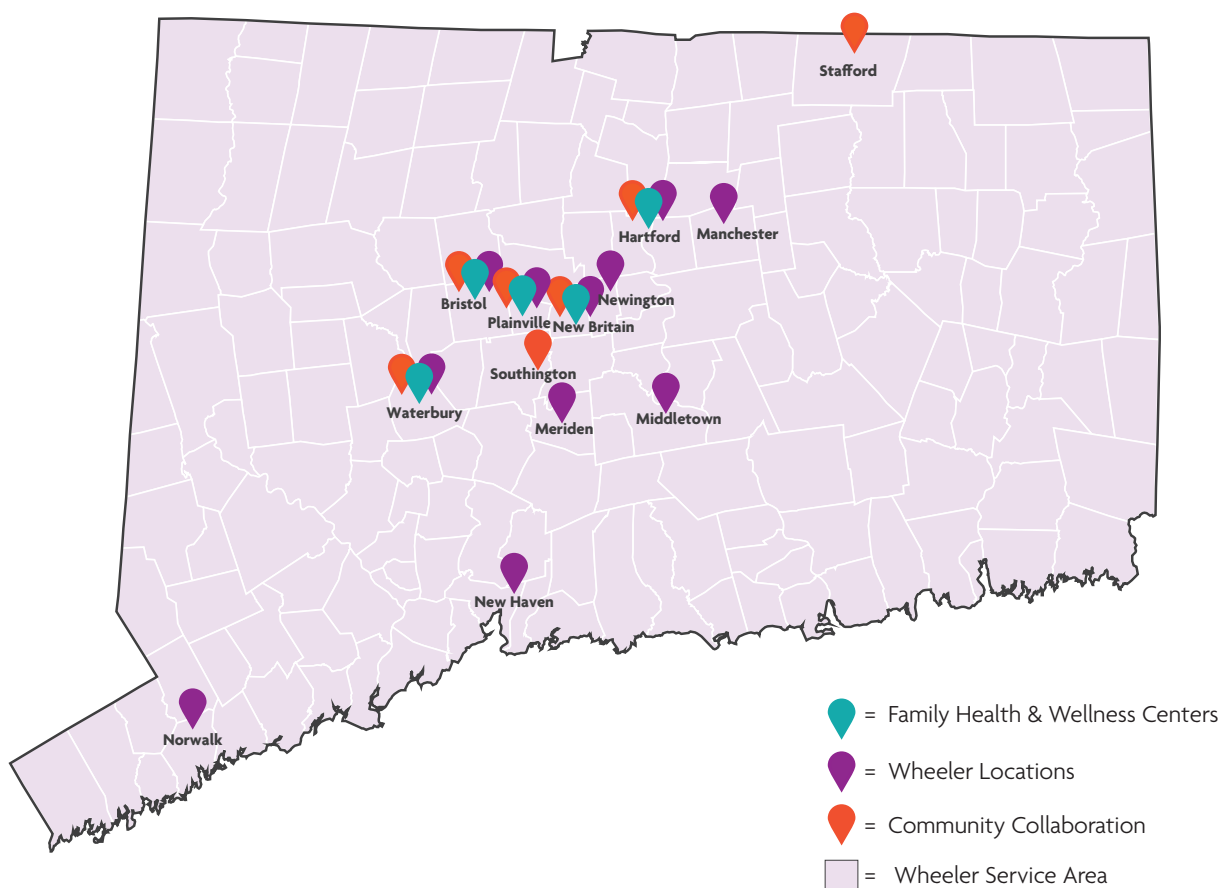 Stafford
Hartford
Manchester
Bristol
Newington
Plainville
New Britain
Southington
Waterbury
Meriden
Middletown
New Haven
Norwalk
= Family Health & Wellness Centers
= Wheeler Locations
= Community Collaboration
= Wheeler Service Area